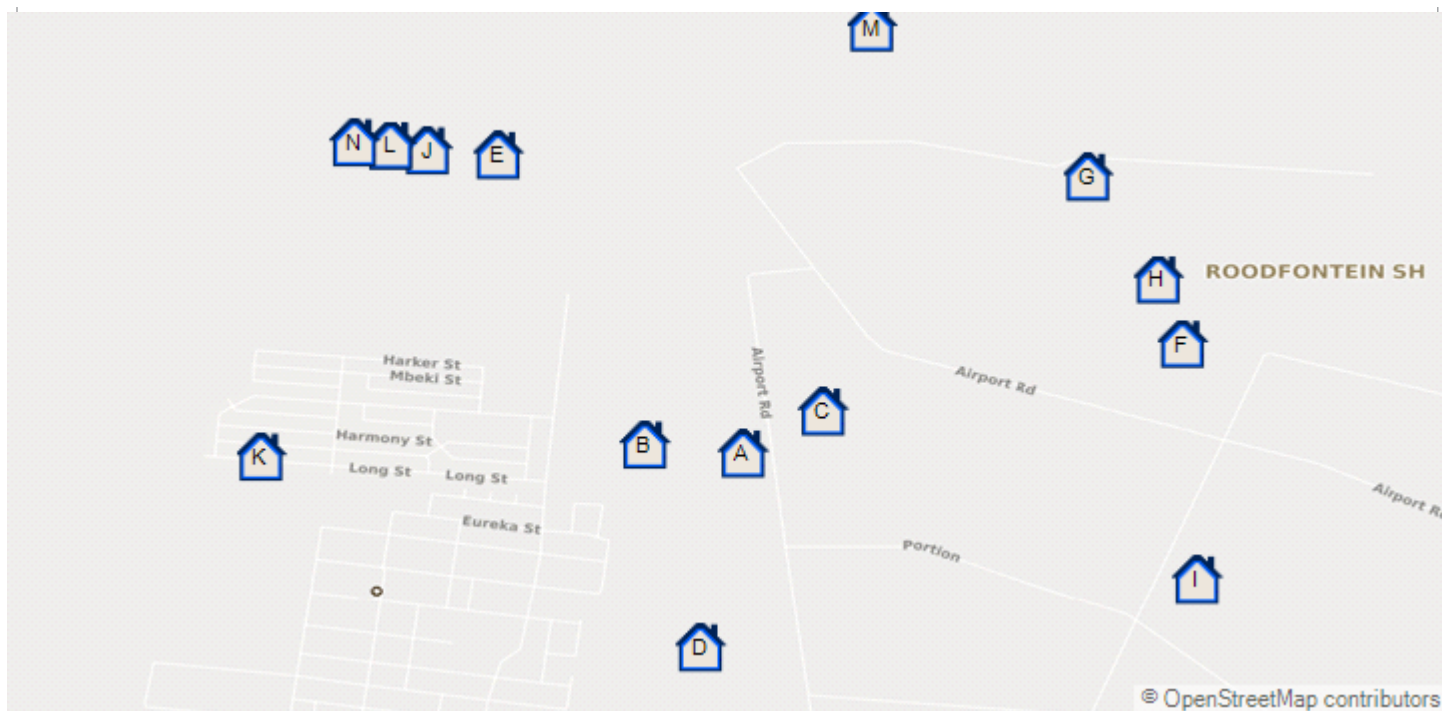 M
N
L
J
E
G
H
ROODFONTEIN SH
F
Harker St
Mbeki St
Airport Rd
Airport Rd
C
Harmony St
B
A
K
Long St
Long St
Airport Rd
Eureka St
Portion
I
D
© OpenStreetMap contributors